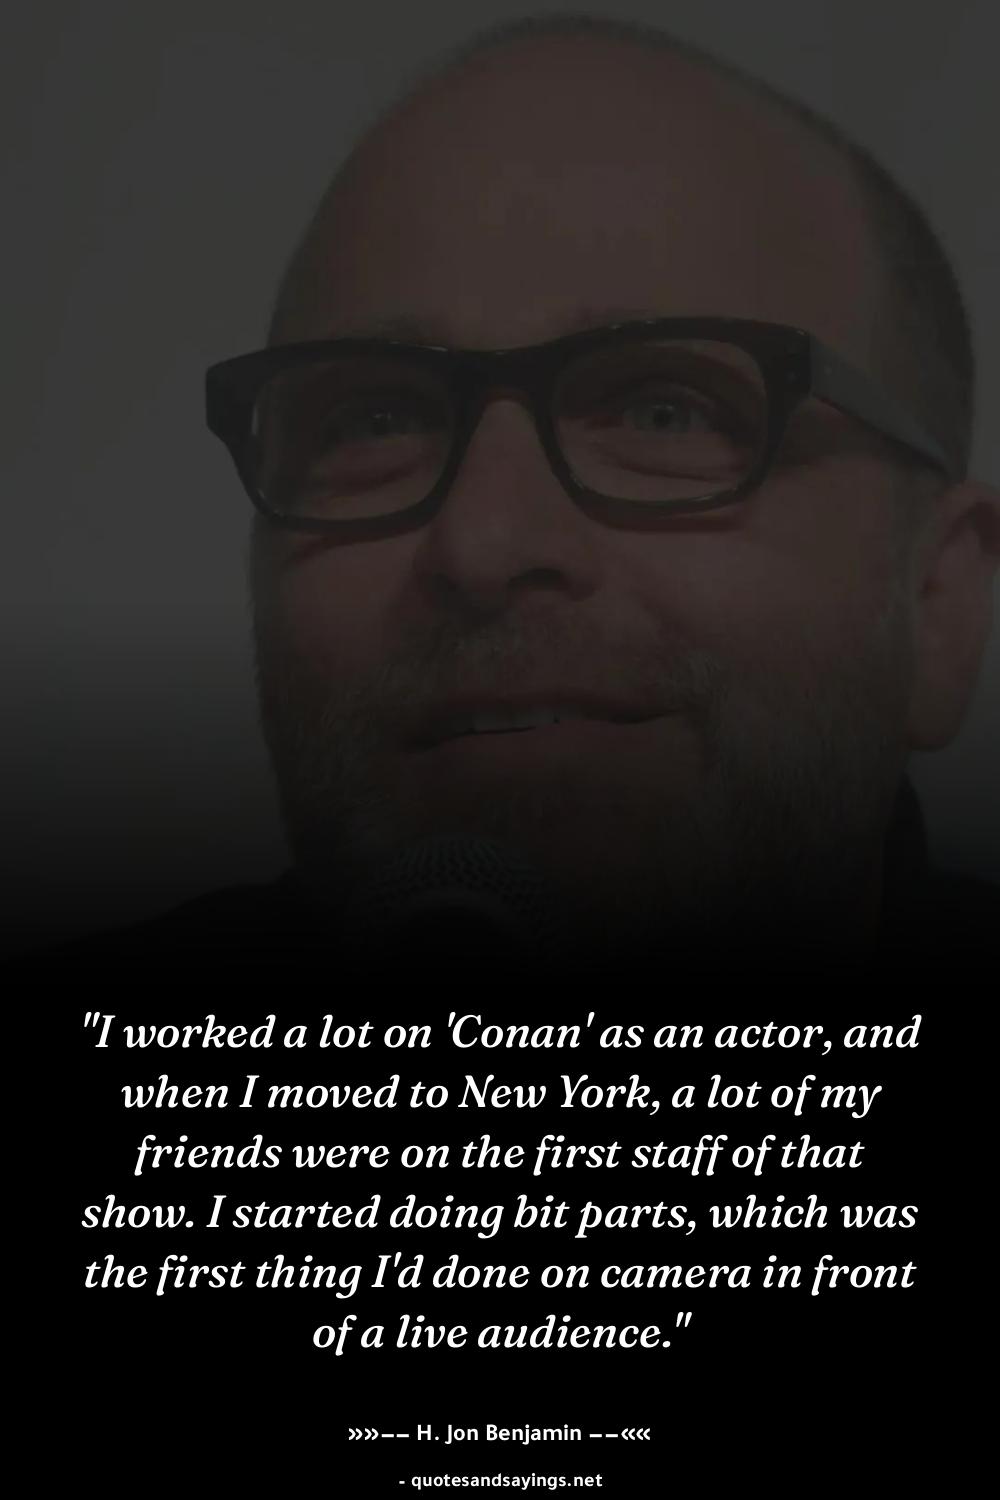 "I worked a lot on 'Conan' as an actor, and
when I moved to New York, a lot of my
friends were on the first staff of that
show. I started doing bit parts, which was
the first thing I'd done on camera in front
of a live audience."
»»–– H. Jon Benjamin ––««
- quotesandsayings.net